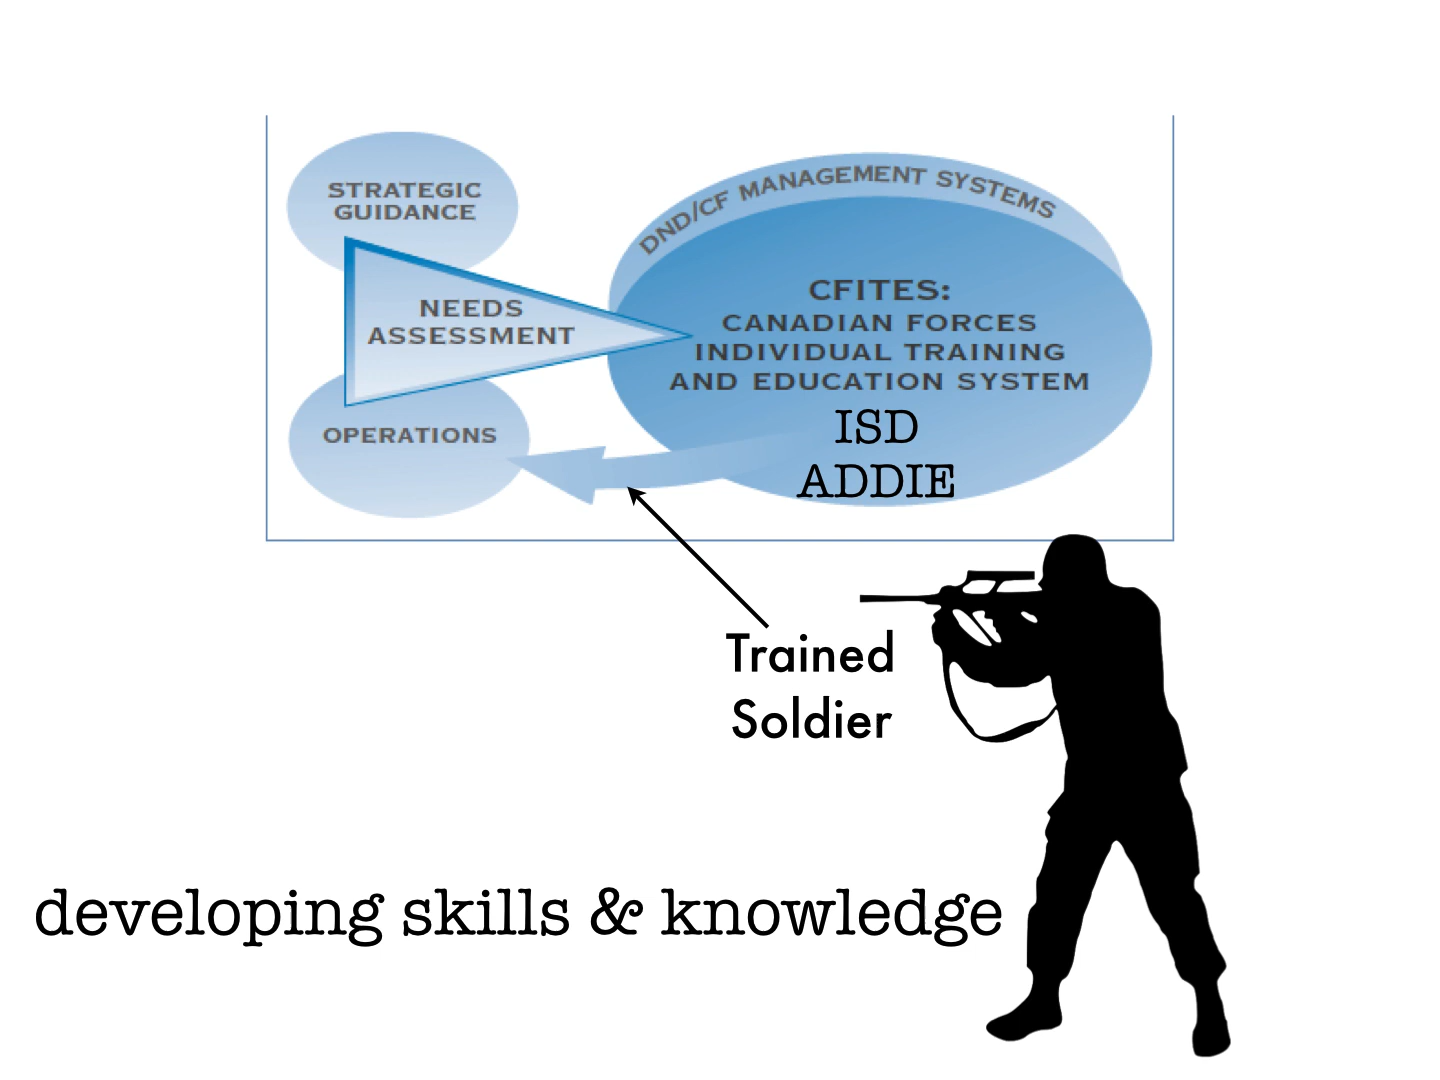 STRATEGIC
GUIDANCE
NEEDS
ASSESSMENT
OPERATIONS
DND/CF MANAGEMENT SYSTEMS
CFITES:
CANADIAN FORCES
INDIVIDUAL TRAINING
AND EDUCATION SYSTEM
ISD
ADDIE
Trained
Soldier
developing skills & knowledge